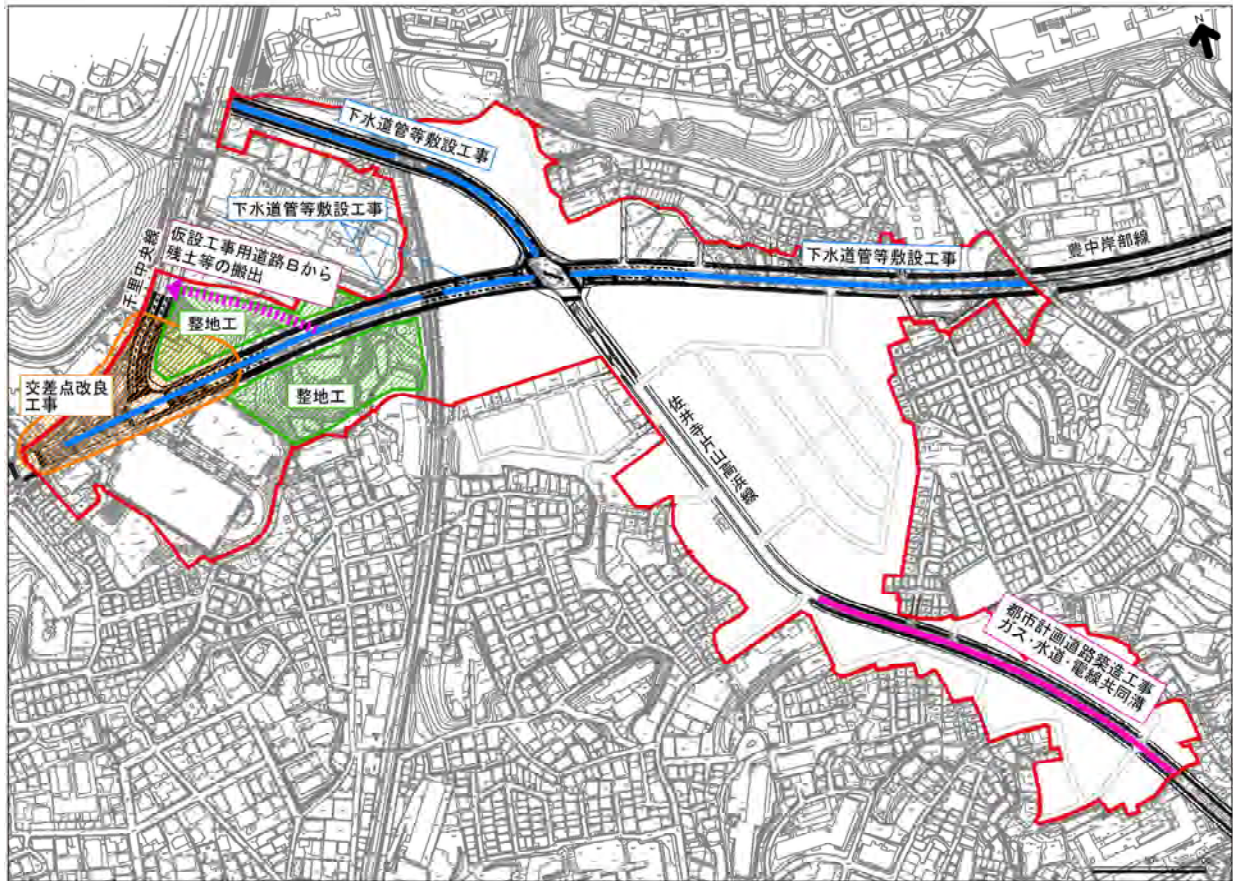 N
下水道管等敷設工事
下水道管等敷設工事
千里中央線
仮設工事用道路Bから
残土等の搬出
下水道管等敷設工事
豊中岸部線
整地工
整地工
交差点改良
工事
佐井寺片山高浜線
都市計画道路築造工事
ガス・水道・電線共同溝